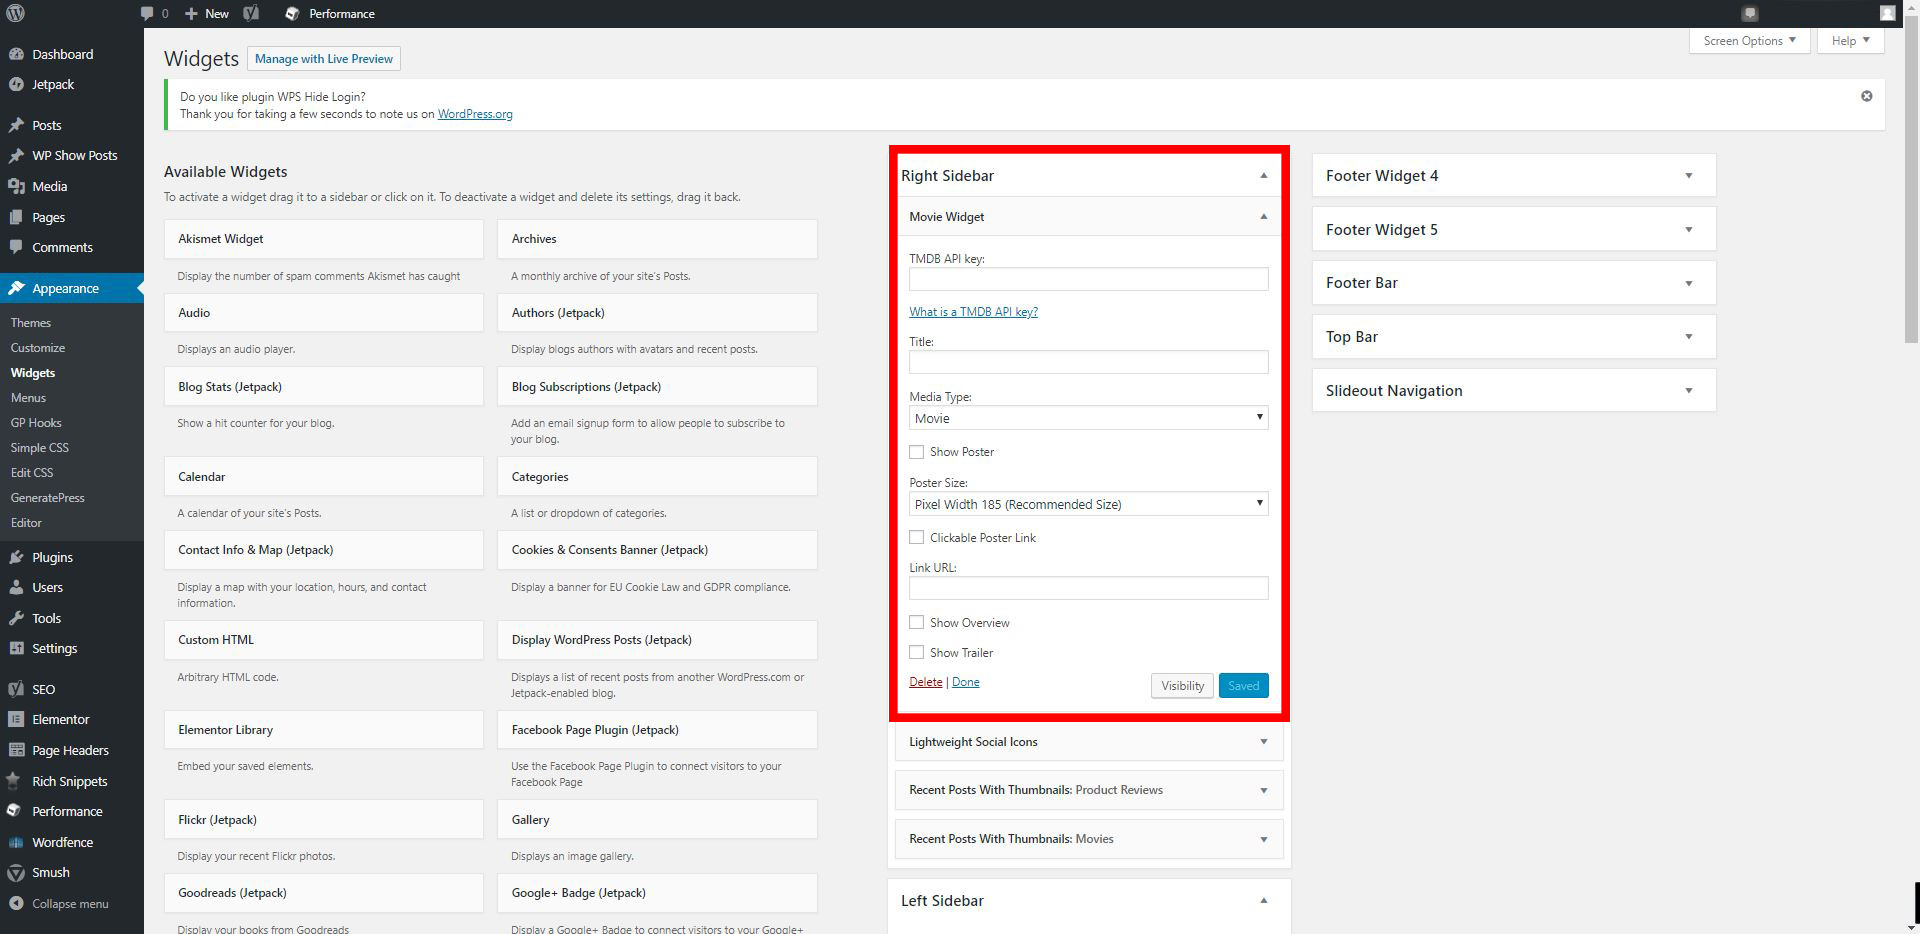 0
New
Performance
Dashboard
Jetpack
Posts
WP Show Posts
Media
Pages
Comments
Appearance
Themes
Customize
Widgets
Menus
GP Hooks
Simple CSS
Edit CSS
GeneratePress
Editor
Plugins
Users
Tools
Settings
SEO
Elementor
Page Headers
Rich Snippets
Performance
Wordfence
Smush
Collapse menu
Screen Options
Help
Widgets
Manage with Live Preview
Do you like plugin WPS Hide Login?
Thank you for taking a few seconds to note us on WordPress.org
Available Widgets
To activate a widget drag it to a sidebar or click on it. To deactivate a widget and delete its settings, drag it back.
Akismet Widget
Display the number of spam comments Akismet has caught
Archives
A monthly archive of your site's Posts.
Audio
Displays an audio player.
Authors (Jetpack)
Display blogs authors with avatars and recent posts.
Blog Stats (Jetpack)
Show a hit counter for your blog.
Blog Subscriptions (Jetpack)
Add an email signup form to allow people to subscribe to
your blog.
Calendar
A calendar of your site's Posts.
Categories
A list or dropdown of categories.
Contact Info & Map (Jetpack)
Display a map with your location, hours, and contact
information.
Cookies & Consents Banner (Jetpack)
Display a banner for EU Cookie Law and GDPR compliance.
Custom HTML
Arbitrary HTML code.
Display WordPress Posts (Jetpack)
Displays a list of recent posts from another WordPress.com or
Jetpack-enabled blog.
Elementor Library
Embed your saved elements.
Facebook Page Plugin (Jetpack)
Use the Facebook Page Plugin to connect visitors to your
Facebook Page
Flickr (Jetpack)
Display your recent Flickr photos.
Gallery
Displays an image gallery.
Goodreads (Jetpack)
Display your books from Goodreads
Google+ Badge (Jetpack)
Display a Google+ Badge to connect visitors to your Google+
Right Sidebar
Movie Widget
TMDB API key:
What is a TMDB API key?
Title:
Media Type:
Movie
Show Poster
Poster Size:
Pixel Width 185 (Recommended Size)
Clickable Poster Link
Link URL:
Show Overview
Show Trailer
Delete | Done
Visibility
Saved
Lightweight Social Icons
Recent Posts With Thumbnails: Product Reviews
Recent Posts With Thumbnails: Movies
Left Sidebar
Footer Widget 4
Footer Widget 5
Footer Bar
Top Bar
Slideout Navigation